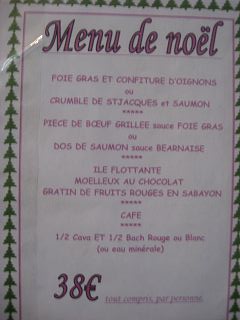 Menu de noël
FOIE GRAS ET CONFITURE D'OIGNONS
ou
CRUMBLE DE STJACQUES et SAUMON
*****
PIECE DE BŒUF GRILLEE sauce FOIE GRAS
ou
DOS DE SAUMON sauce BEARNAISE
*****
ILE FLOTTANTE
MOELLEUX AU CHOCOLAT
GRATIN DE FRUITS ROUGES EN SABAYON
*****
CAFE
*****
1/2 Cava ET 1/2 Bach Rouge ou Blanc
(ou eau minérale)
38€ tout compris, par personne.